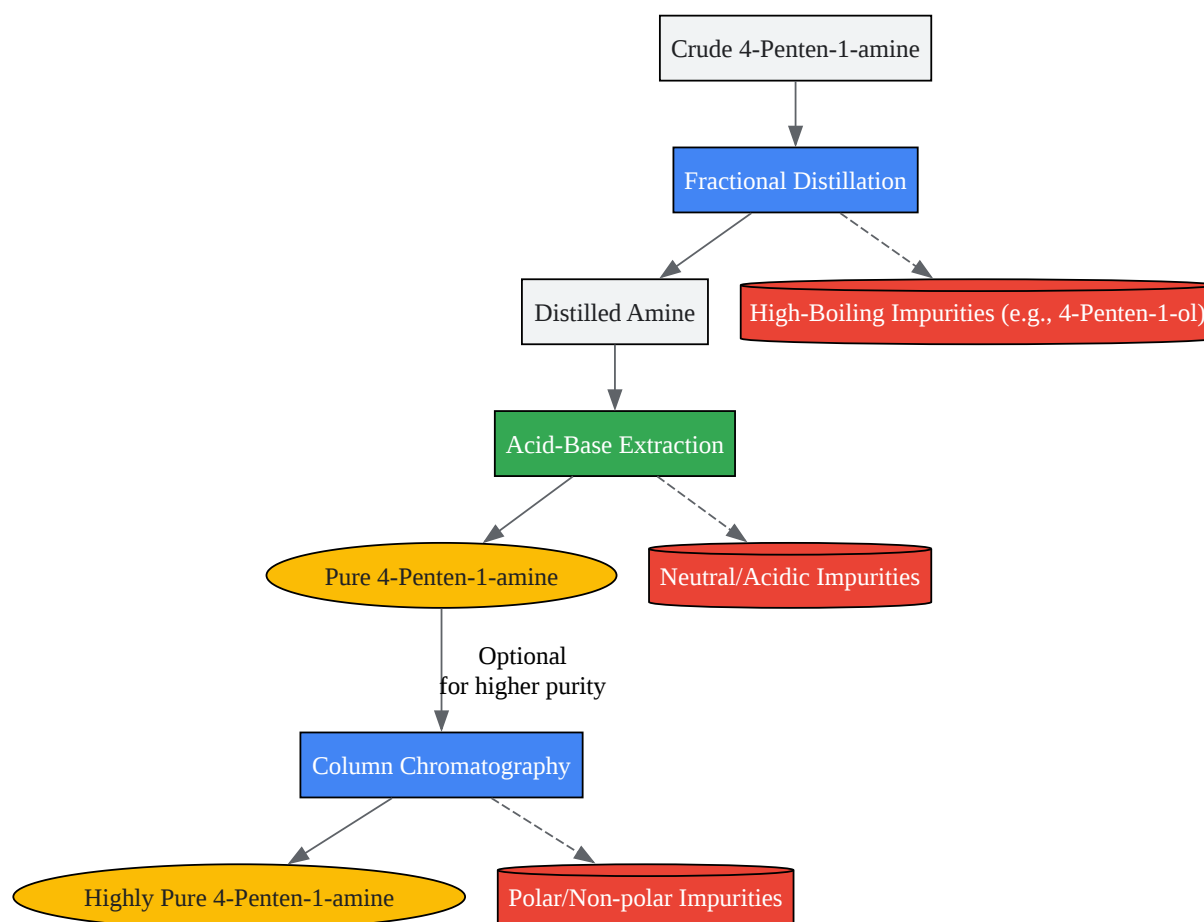 Crude 4-Penten-1-amine
Fractional Distillation
Distilled Amine
High-Boiling Impurities (e.g., 4-Penten-1-ol)
Acid-Base Extraction
Pure 4-Penten-1-amine
Neutral/Acidic Impurities
Optional
for higher purity
Column Chromatography
Highly Pure 4-Penten-1-amine
Polar/Non-polar Impurities